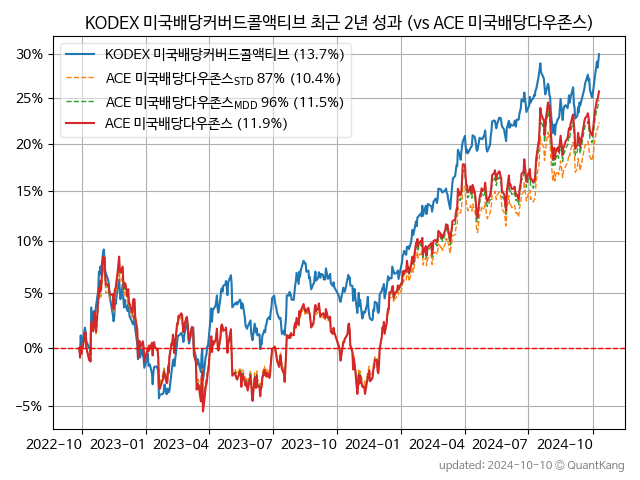 KODEX 미국배당커버드콜액티브 최근 2년 성과 (vs ACE 미국배당다우존스)
KODEX 미국배당커버드콜액티브 (13.7%)
ACE 미국배당다우존스STD 87% (10.4%)
ACE 미국배당다우존스MDD 96% (11.5%)
ACE 미국배당다우존스 (11.9%)
30%
25%
20%
15%
10%
5%
0%
−5%
2022-10 2023-01 2023-04 2023-07 2023-10 2024-01 2024-04 2024-07 2024-10
updated: 2024-10-10 © QuantKang